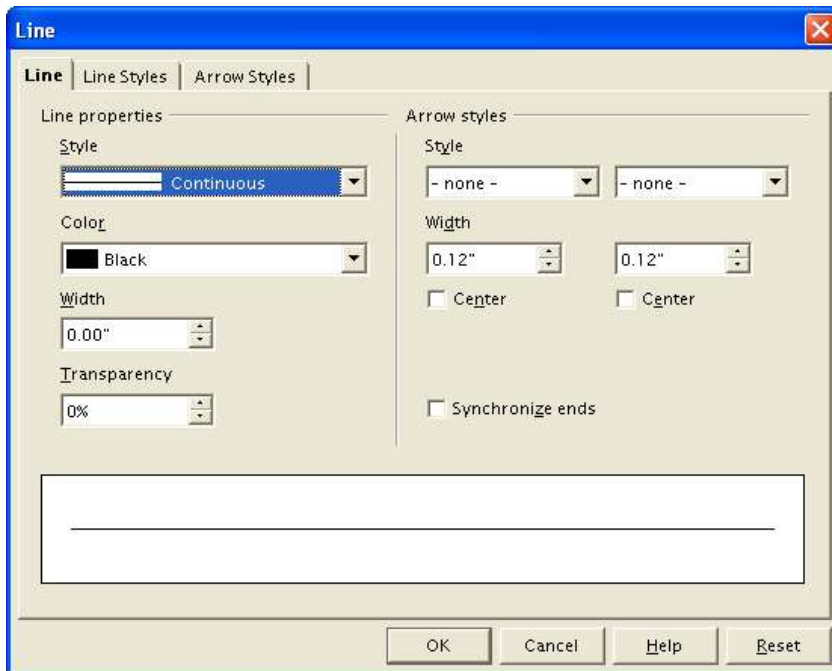 Line
Line Line Styles Arrow Styles
Line properties
Style
Continuous
Color
Black
Width
0.00"
Transparency
0%
Arrow styles
Style
- none - - none -
Width
0.12" 0.12"
Center Center
Synchronize ends
OK Cancel Help Reset